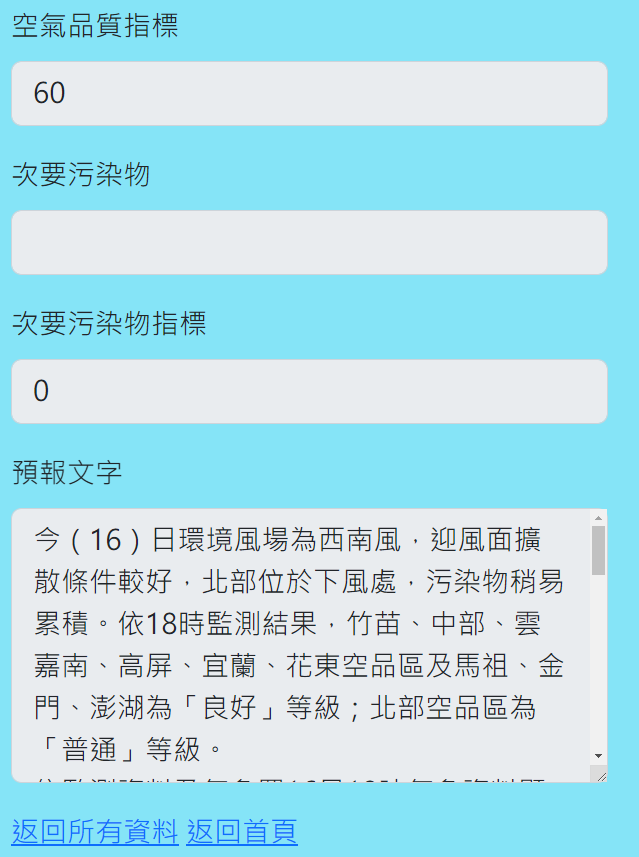 空氣品質指標
60
次要污染物
次要污染物指標
0
預報文字
今（16）日環境風場為西南風，迎風面擴
散條件較好，北部位於下風處，污染物稍易
累積。依18時監測結果，竹苗、中部、雲
嘉南、高屏、宜蘭、花東空品區及馬祖、金
門、澎湖為「良好」等級；北部空品區為
「普通」等級。
返回所有資料 返回首頁